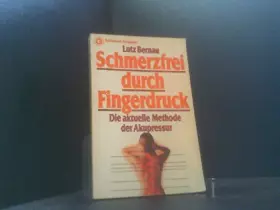 Lutz Bernau
Schmerzfrei
durch
Fingerdruck
Die aktuelle Methode
der Akupressur